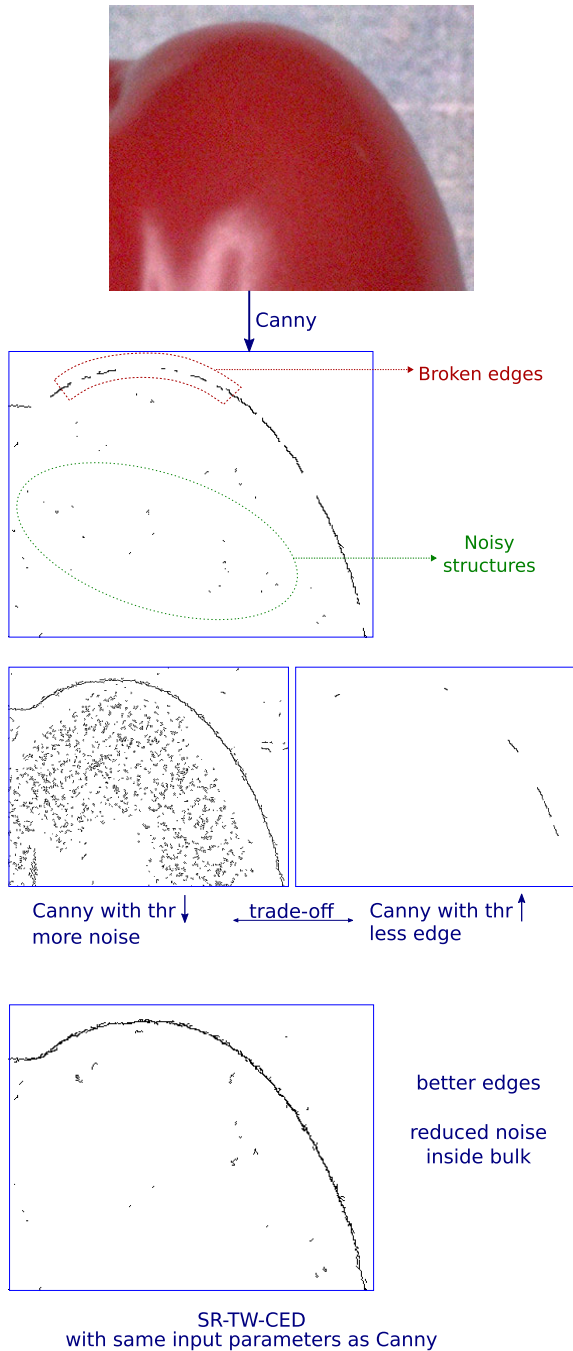 Canny
Broken edges
Noisy
structures
Canny with thr
more noise
trade-off
Canny with thr
less edge
better edges
reduced noise
inside bulk
SR-TW-CED
with same input parameters as Canny